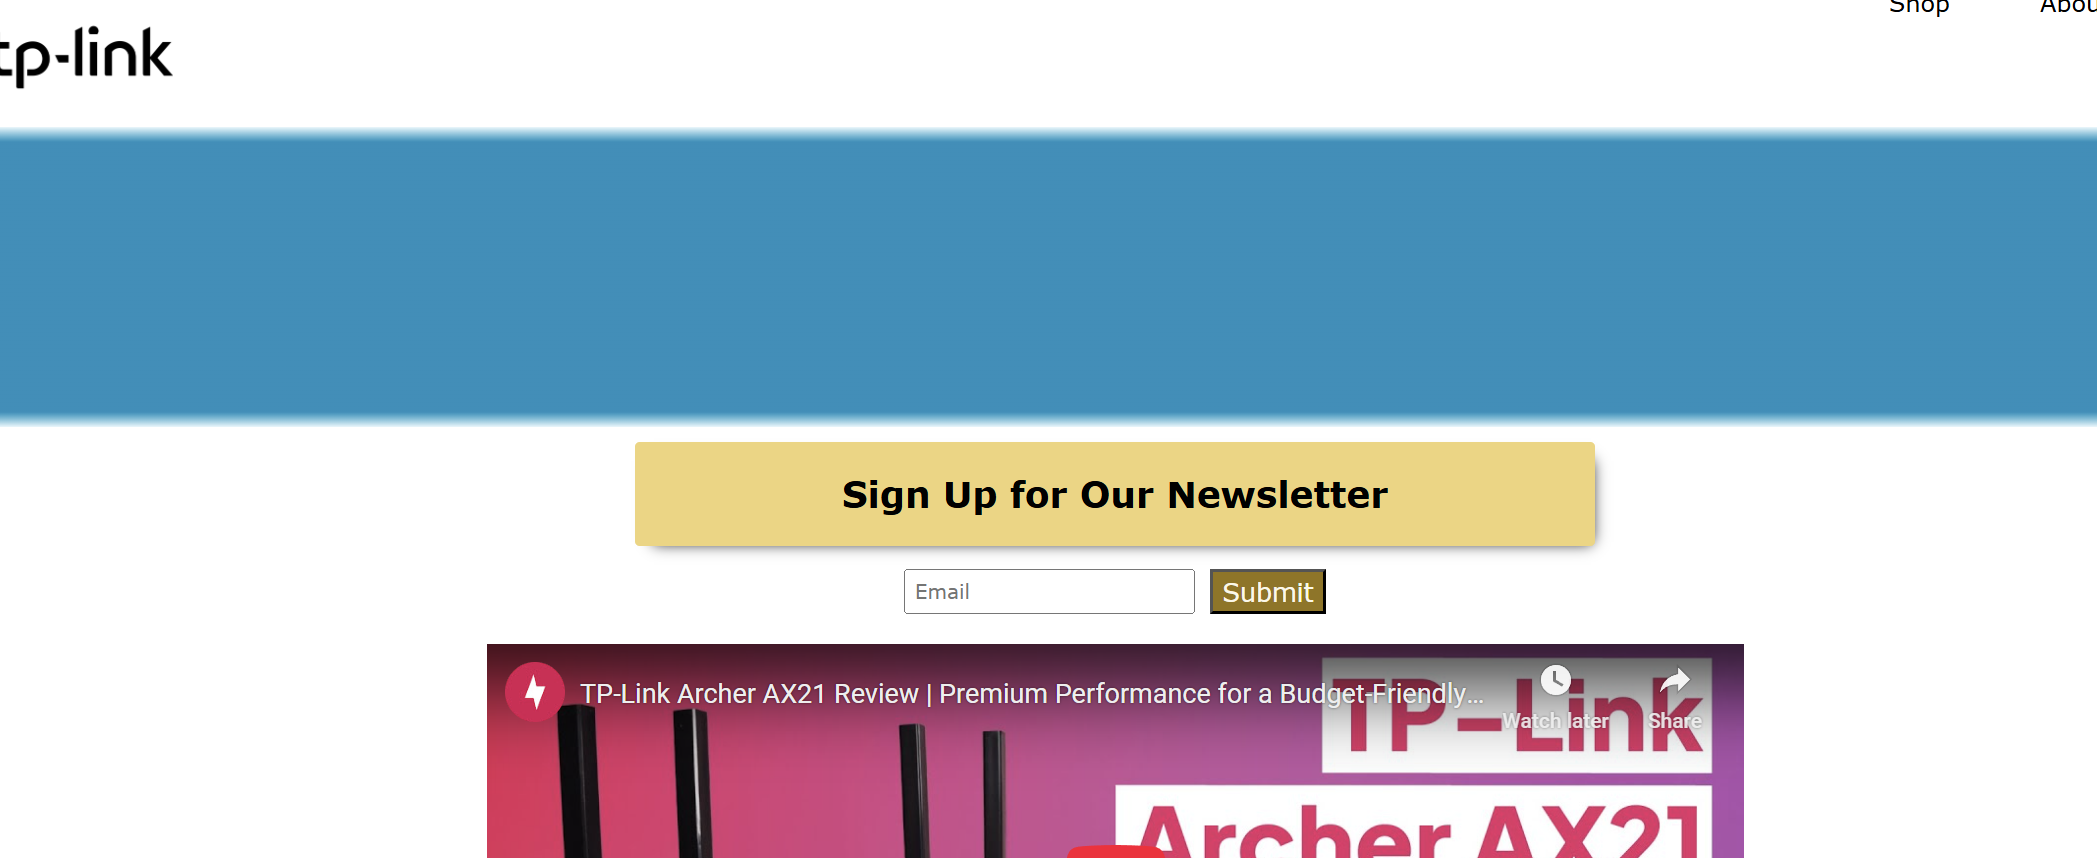 Shop
Abou
tp-link
Sign Up for Our Newsletter
Email
Submit
TP-Link Archer AX21 Review | Premium Performance for a Budget-Friendly...
Watch later
Share
TP-Link
Archer AX21